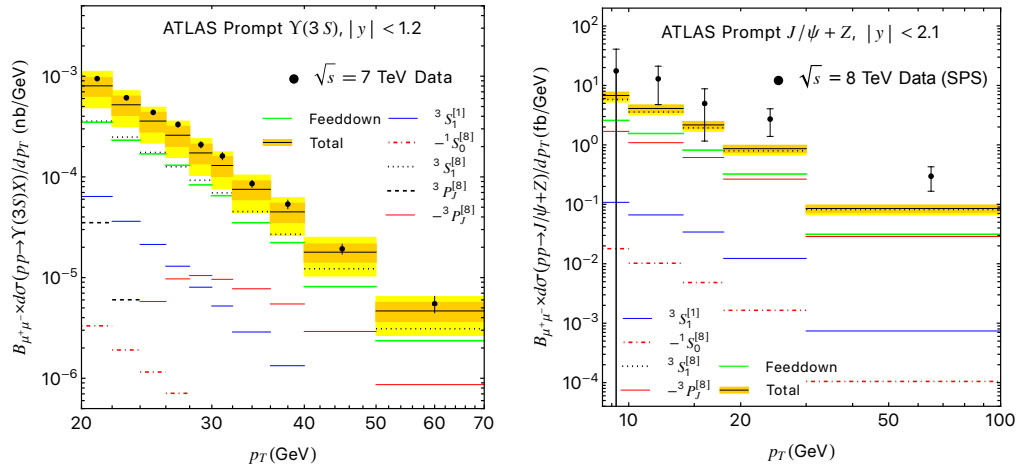 ATLAS Prompt ϒ(3 S), | y | < 1.2
√s = 7 TeV Data
Feeddown
Total
³S₁^[1]
−¹S₀^[8]
³S₁^[8]
³P_J^[8]
−³P_J^[8]
B_μ⁺μ⁻×dσ(pp→ϒ(3S)X)/dp_T (nb/GeV)
10⁻³
10⁻⁴
10⁻⁵
10⁻⁶
20 30 40 50 60 70
p_T(GeV)
ATLAS Prompt J/ψ + Z, | y | < 2.1
√s = 8 TeV Data (SPS)
³S₁^[1]
−¹S₀^[8]
³S₁^[8] Feeddown
−³P_J^[8] Total
B_μ⁺μ⁻×dσ(pp→J/ψ+Z)/dp_T (fb/GeV)
10²
10¹
10⁰
10⁻¹
10⁻²
10⁻³
10⁻⁴
10 20 50 100
p_T(GeV)